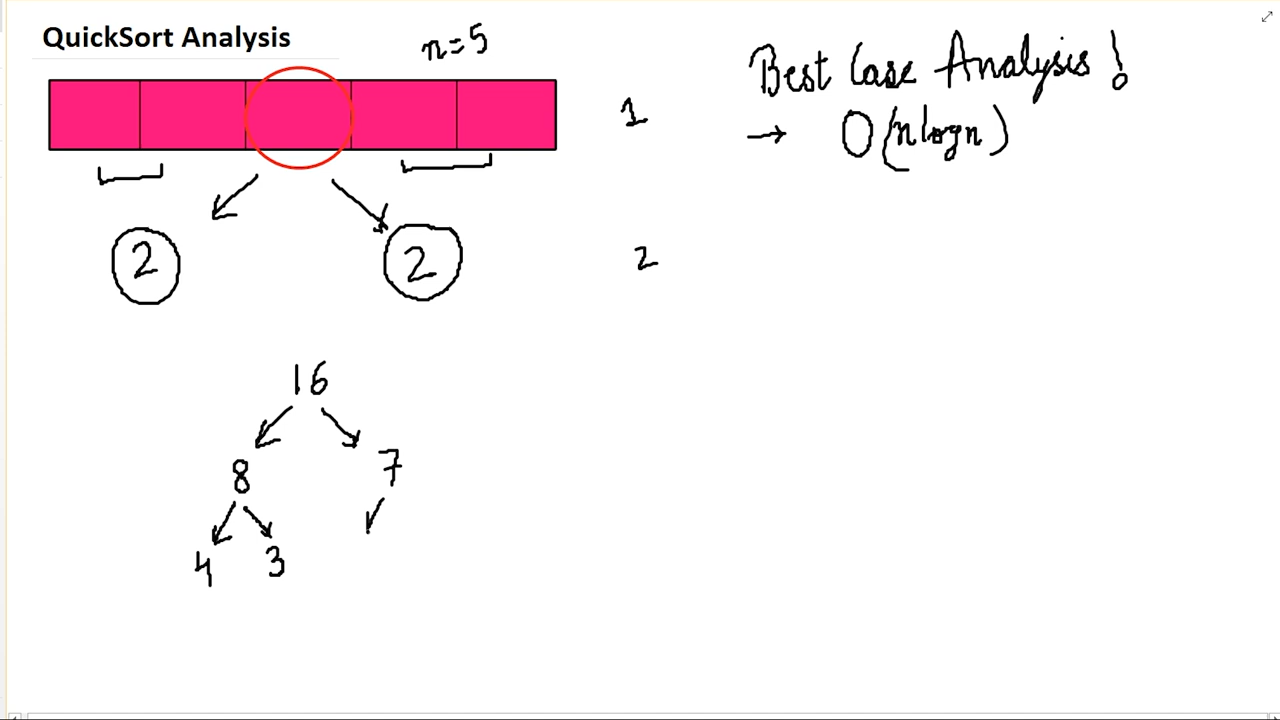 QuickSort Analysis
n=5
1
2 2
2
16
8 7
4 3
Best Case Analysis!
→ O(nlogn)